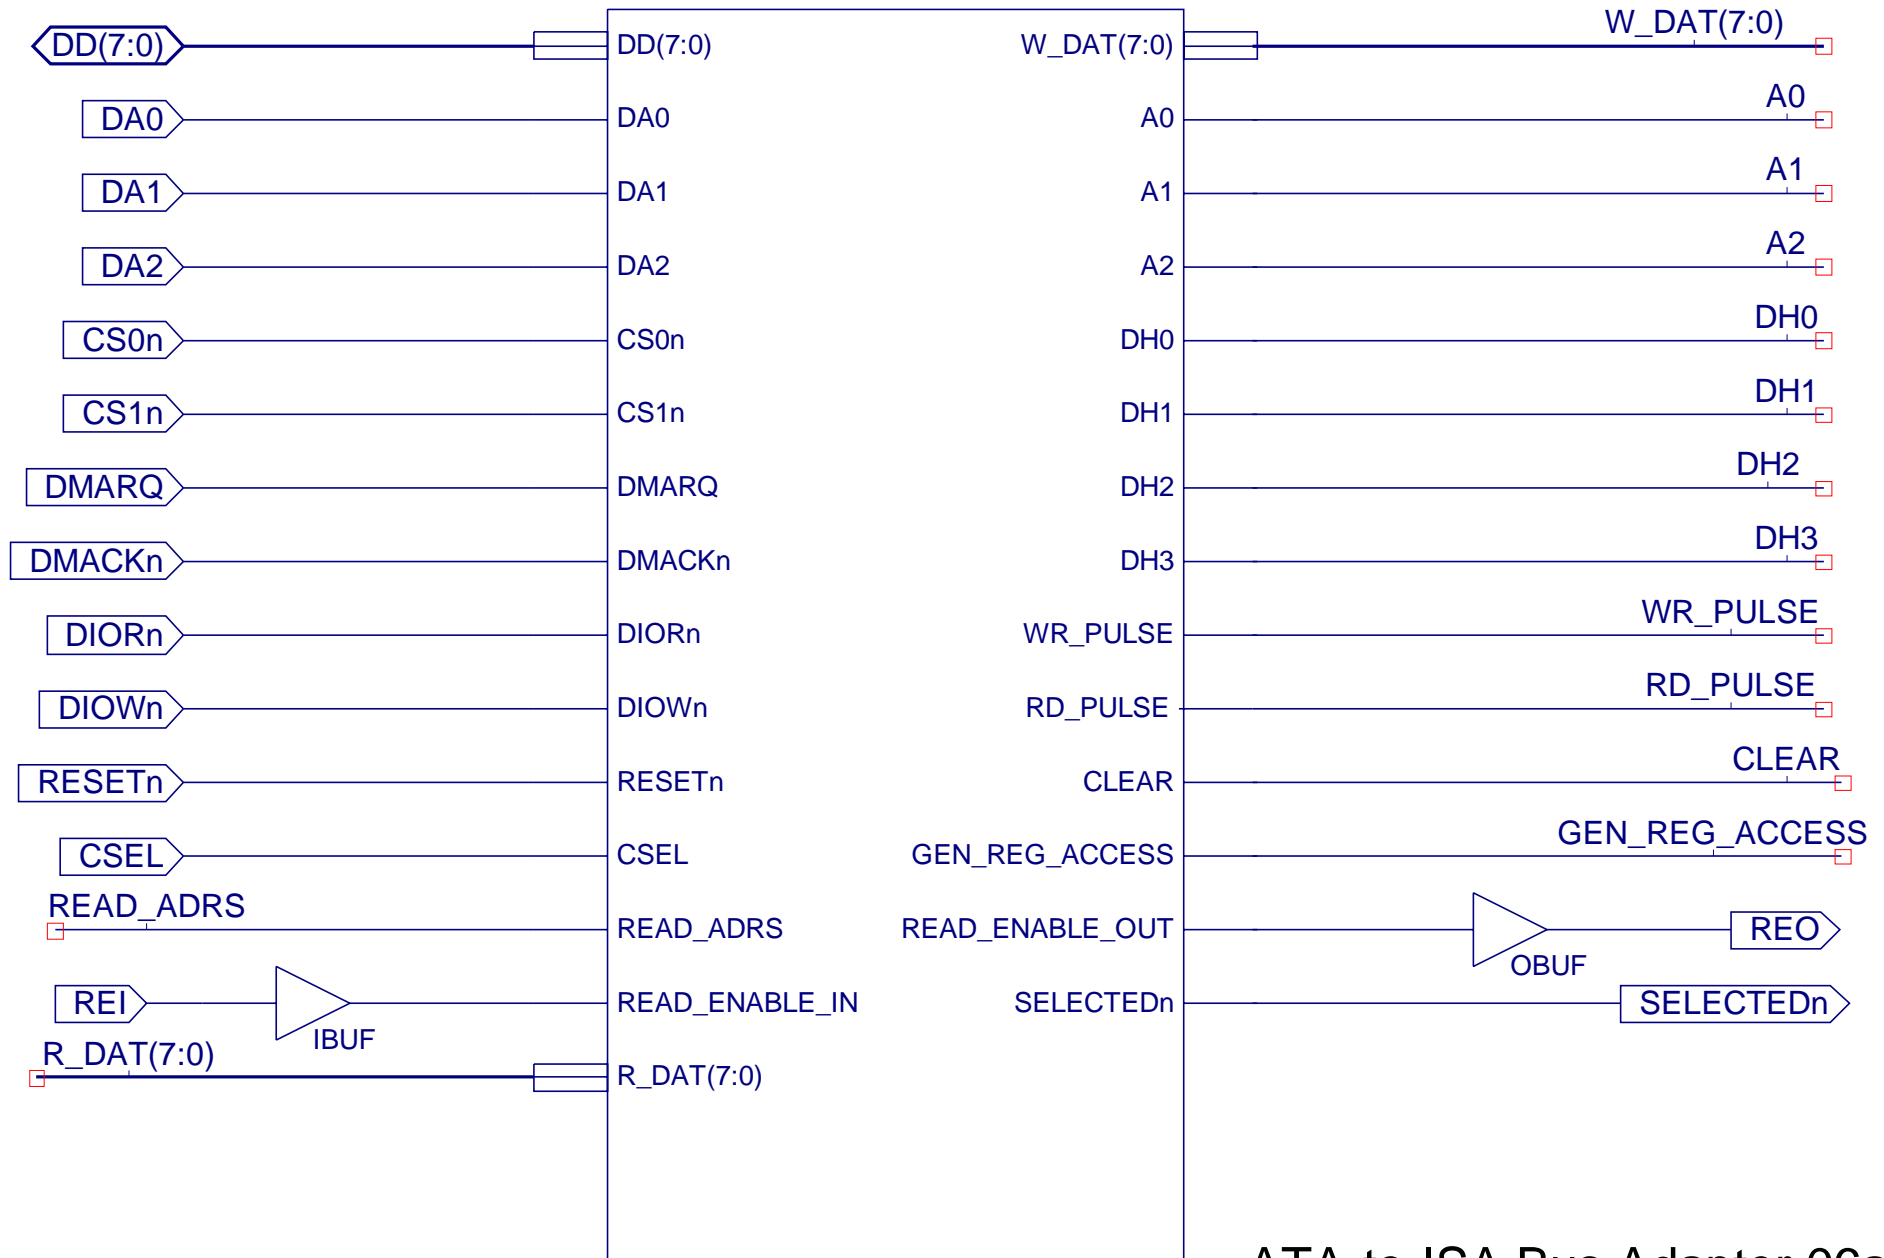 W_DAT(7:0)
DD(7:0) DD(7:0) W_DAT(7:0)
A0
DA0 DA0 A0
A1
DA1 DA1 A1
A2
DA2 DA2 A2
DH0
CS0n CS0n DH0
DH1
CS1n CS1n DH1
DH2
DMARQ DMARQ DH2
DH3
DMACKn DMACKn DH3
WR_PULSE
DIORn DIORn WR_PULSE
RD_PULSE
DIOWn DIOWn RD_PULSE
CLEAR
RESETn RESETn CLEAR
GEN_REG_ACCESS
CSEL CSEL GEN_REG_ACCESS
READ_ADRS
READ_ADRS READ_ENABLE_OUT REO
OBUF
REI READ_ENABLE_IN SELECTEDn SELECTEDn
IBUF
R_DAT(7:0)
R_DAT(7:0)